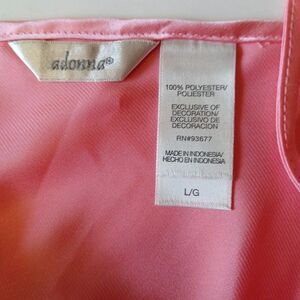 adonna®
100% POLYESTER/
POLIESTER
EXCLUSIVE OF
DECORATION/
EXCLUSIVO DE
DECORACION
RN#93677
MADE IN INDONESIA/
HECHO EN INDONESIA
L/G